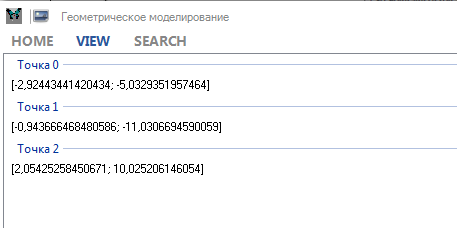 Геометрическое моделирование
HOME VIEW SEARCH
Точка 0
[-2,92443441420434; -5,0329351957464]
Точка 1
[-0,943666468480586; -11,0306694590059]
Точка 2
[2,05425258450671; 10,025206146054]